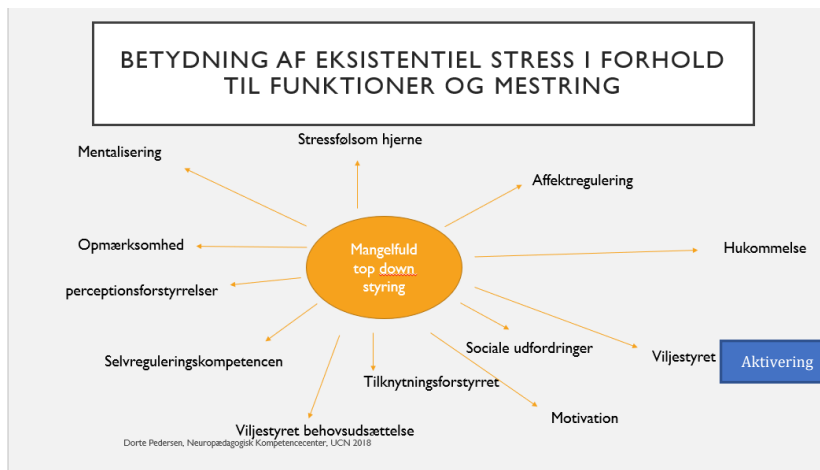 BETYDNING AF EKSISTENTIEL STRESS I FORHOLD
TIL FUNKTIONER OG MESTRING
Stressfølsom hjerne
Mentalisering
Affektregulering
Opmærksomhed
Mangelfuld
top down
styring
Hukommelse
perceptionsforstyrrelser
Sociale udfordringer
Viljestyret
Aktivering
Selvreguleringskompetencen
Tilknytningsforstyrret
Motivation
Viljestyret behovsudsættelse
Dorte Pedersen, Neuropædagogisk Kompetencecenter, UCN 2018